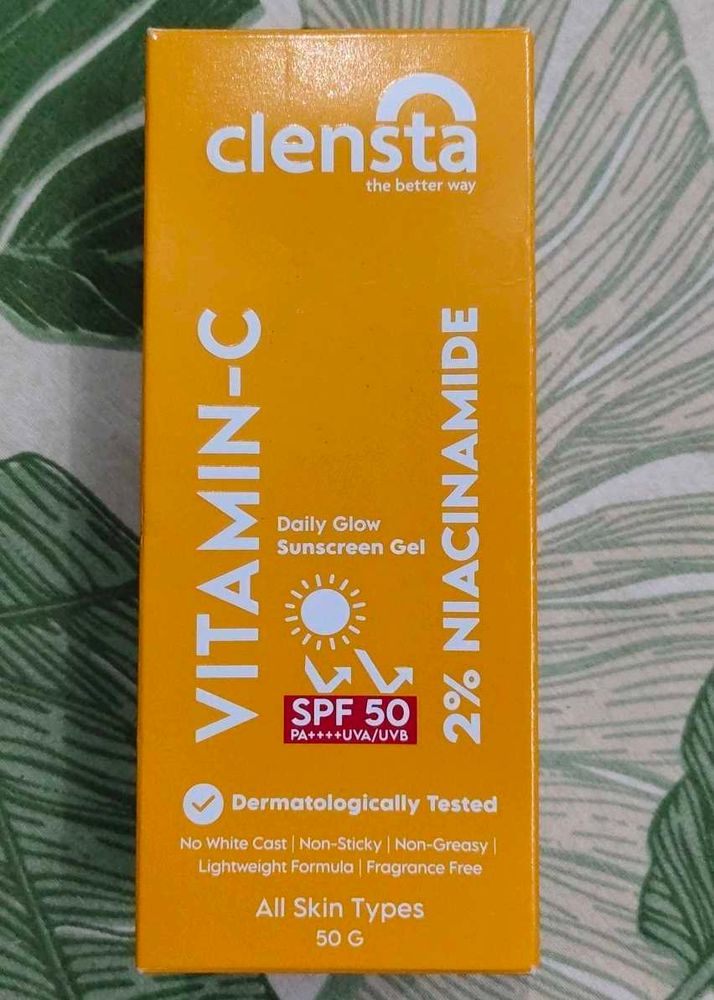 clensta
the better way
VITAMIN-C
2% NIACINAMIDE
Daily Glow
Sunscreen Gel
SPF 50
PA++++UVA/UVB
Dermatologically Tested
No White Cast | Non-Sticky | Non-Greasy |
Lightweight Formula | Fragrance Free
All Skin Types
50 G